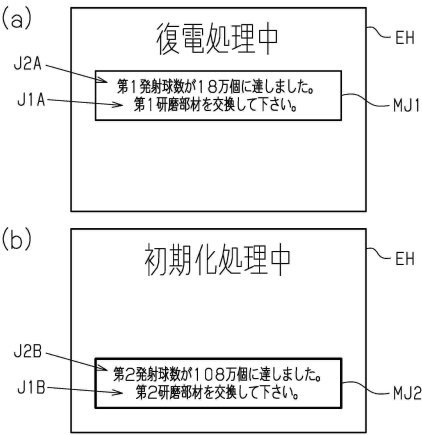 (a)
復電処理中
EH
J2A
第1発射球数が18万個に達しました。
J1A
第1研磨部材を交換して下さい。
MJ1
(b)
初期化処理中
EH
J2B
第2発射球数が108万個に達しました。
J1B
第2研磨部材を交換して下さい。
MJ2